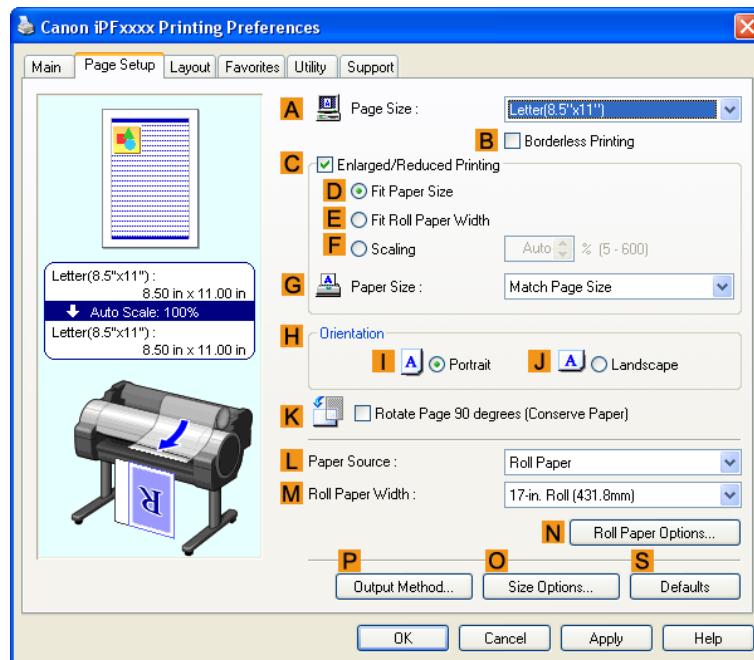 Canon iPFxxxx Printing Preferences
Main Page Setup Layout Favorites Utility Support
A Page Size : Letter(8.5"x11")
B Borderless Printing
C Enlarged/Reduced Printing
D Fit Paper Size
E Fit Roll Paper Width
F Scaling Auto % (5 - 600)
G Paper Size : Match Page Size
Letter(8.5"x11") :
8.50 in x 11.00 in
Auto Scale: 100%
Letter(8.5"x11") :
8.50 in x 11.00 in
H Orientation
I A Portrait J A Landscape
K Rotate Page 90 degrees (Conserve Paper)
L Paper Source : Roll Paper
M Roll Paper Width : 17-in. Roll (431.8mm)
N Roll Paper Options...
R
P O S
Output Method... Size Options... Defaults
OK Cancel Apply Help